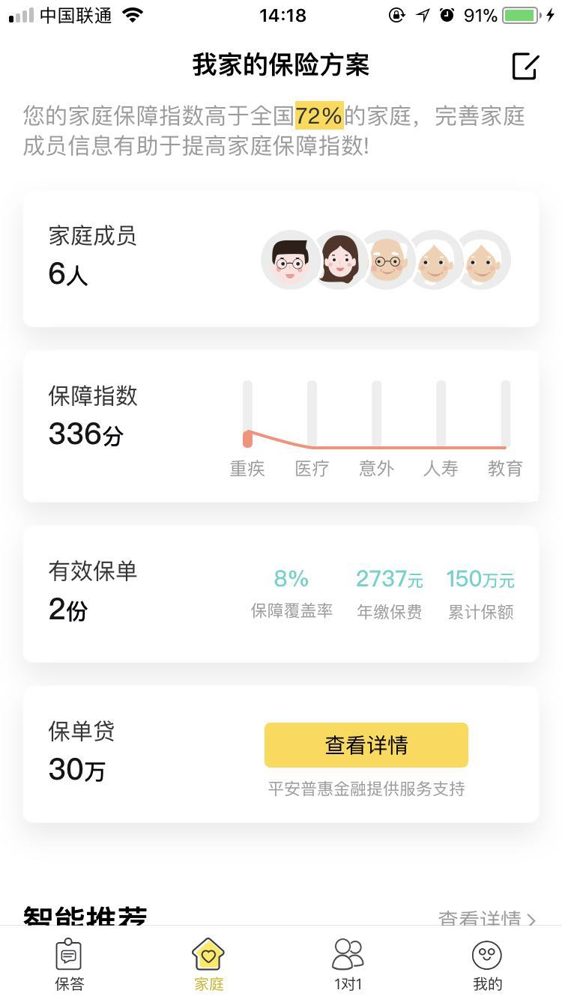 中国联通
14:18
91%
我家的保险方案
您的家庭保障指数高于全国72%的家庭，完善家庭
成员信息有助于提高家庭保障指数!
家庭成员
6人
保障指数
336分
重疾 医疗 意外 人寿 教育
有效保单
2份
8% 2737元 150万元
保障覆盖率 年缴保费 累计保额
保单贷
30万
查看详情
平安普惠金融提供服务支持
智能推荐
查看详情
保答 家庭 1对1 我的